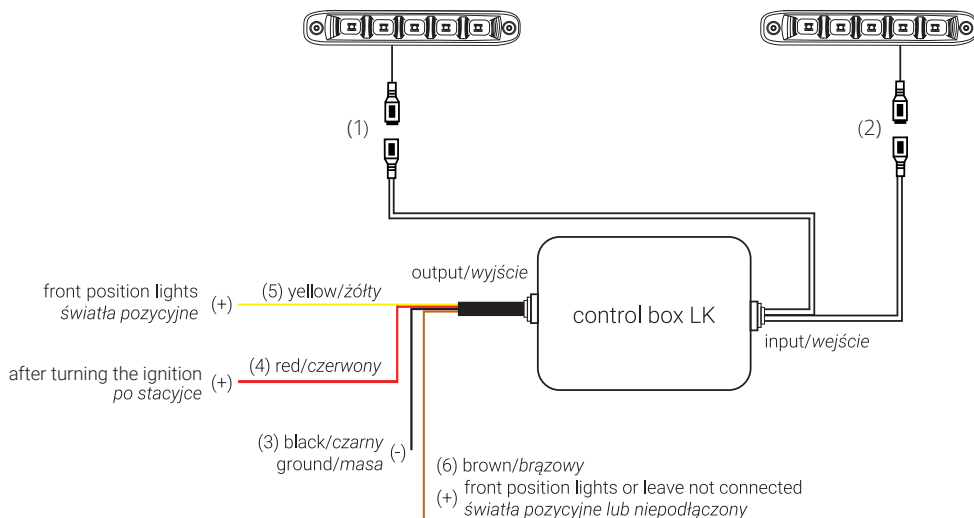 (1)
(2)
output/wyjście
control box LK
input/wejście
front position lights
światła pozycyjne
(+)
(5) yellow/żółty
after turning the ignition
po stacyjce
(+)
(4) red/czerwony
(3) black/czarny
ground/masa
(-)
(6) brown/brązowy
(+) front position lights or leave not connected
światła pozycyjne lub niepodłączony